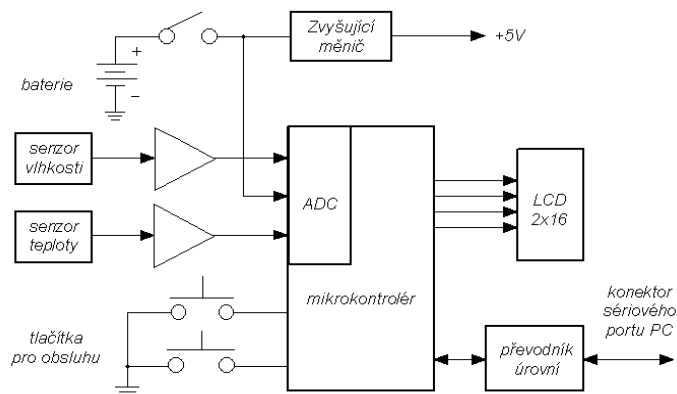 Zvyšující
měnič
+5V
+
baterie
−
senzor
vlhkosti
ADC
LCD
2x16
senzor
teploty
mikrokontrolér
konektor
sériového
portu PC
tlačítka
pro obsluhu
převodník
úrovní